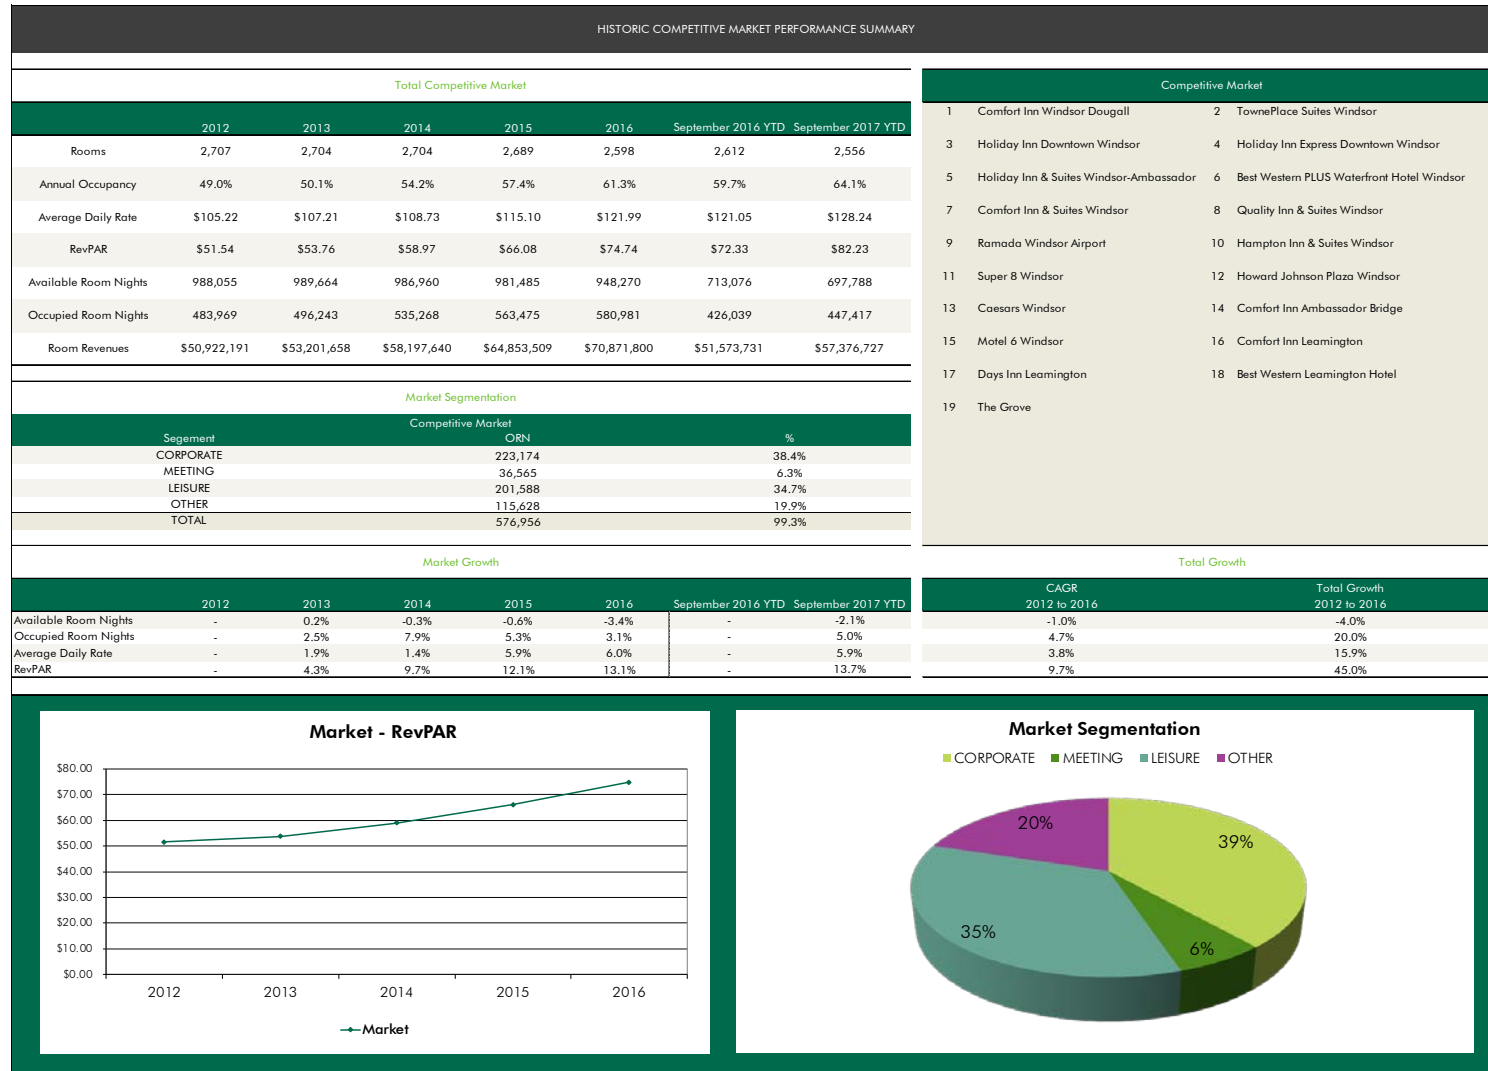 HISTORIC COMPETITIVE MARKET PERFORMANCE SUMMARY
Total Competitive Market
2012 2013 2014 2015 2016 September 2016 YTD September 2017 YTD
Rooms 2,707 2,704 2,704 2,689 2,598 2,612 2,556
Annual Occupancy 49.0% 50.1% 54.2% 57.4% 61.3% 59.7% 64.1%
Average Daily Rate $105.22 $107.21 $108.73 $115.10 $121.99 $121.05 $128.24
RevPAR $51.54 $53.76 $58.97 $66.08 $74.74 $72.33 $82.23
Available Room Nights 988,055 989,664 986,960 981,485 948,270 713,076 697,788
Occupied Room Nights 483,969 496,243 535,268 563,475 580,981 426,039 447,417
Room Revenues $50,922,191 $53,201,658 $58,197,640 $64,853,509 $70,871,800 $51,573,731 $57,376,727
Competitive Market
1 Comfort Inn Windsor Dougall 2 TownePlace Suites Windsor
3 Holiday Inn Downtown Windsor 4 Holiday Inn Express Downtown Windsor
5 Holiday Inn & Suites Windsor-Ambassador 6 Best Western PLUS Waterfront Hotel Windsor
7 Comfort Inn & Suites Windsor 8 Quality Inn & Suites Windsor
9 Ramada Windsor Airport 10 Hampton Inn & Suites Windsor
11 Super 8 Windsor 12 Howard Johnson Plaza Windsor
13 Caesars Windsor 14 Comfort Inn Ambassador Bridge
15 Motel 6 Windsor 16 Comfort Inn Leamington
17 Days Inn Leamington 18 Best Western Leamington Hotel
19 The Grove
Market Segmentation
Competitive Market
Segement ORN %
CORPORATE 223,174 38.4%
MEETING 36,565 6.3%
LEISURE 201,588 34.7%
OTHER 115,628 19.9%
TOTAL 576,956 99.3%
Market Growth
2012 2013 2014 2015 2016 September 2016 YTD September 2017 YTD
Available Room Nights - 0.2% -0.3% -0.6% -3.4% - -2.1%
Occupied Room Nights - 2.5% 7.9% 5.3% 3.1% - 5.0%
Average Daily Rate - 1.9% 1.4% 5.9% 6.0% - 5.9%
RevPAR - 4.3% 9.7% 12.1% 13.1% - 13.7%
Total Growth
CAGR Total Growth
2012 to 2016 2012 to 2016
-1.0% -4.0%
4.7% 20.0%
3.8% 15.9%
9.7% 45.0%
Market - RevPAR
$80.00
$70.00
$60.00
$50.00
$40.00
$30.00
$20.00
$10.00
$0.00
2012 2013 2014 2015 2016
Market
Market Segmentation
CORPORATE MEETING LEISURE OTHER
20%
39%
35%
6%